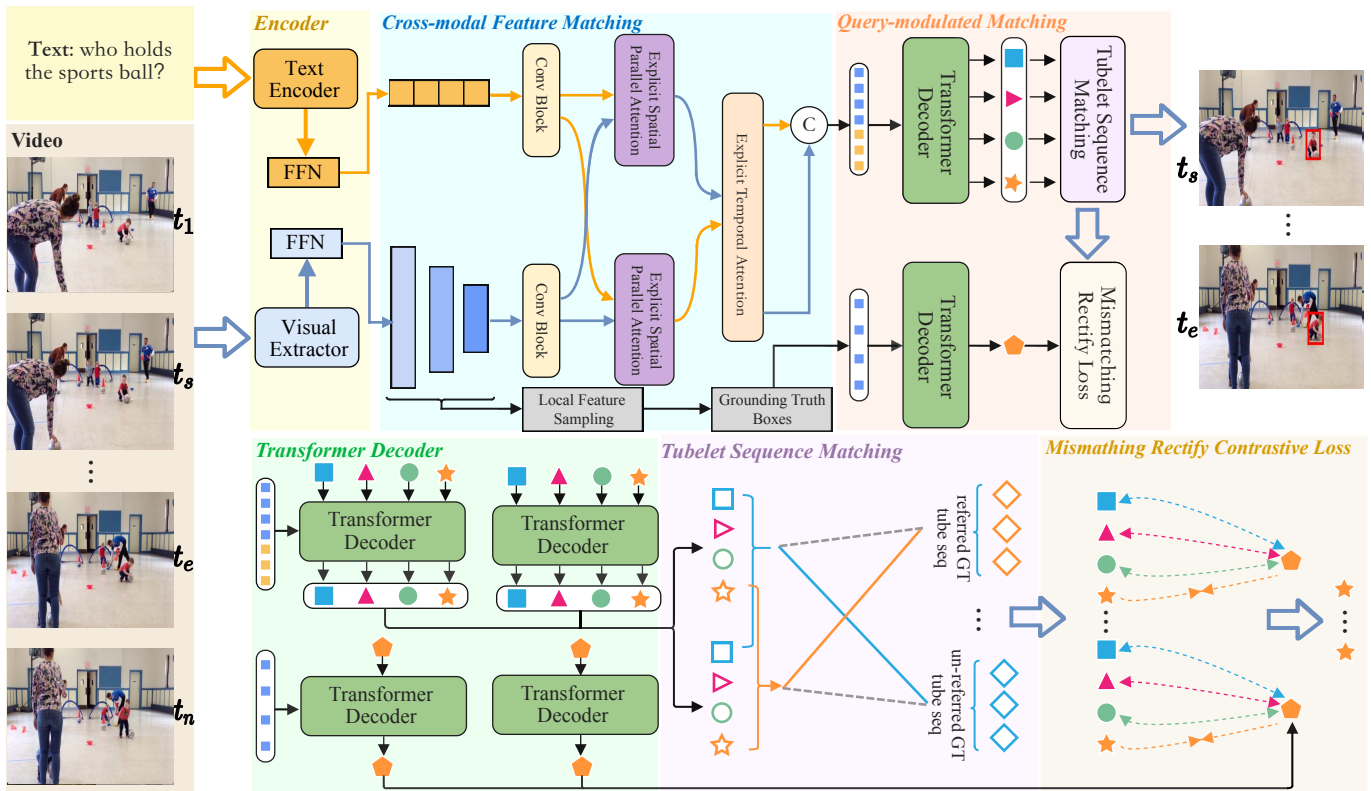 Text: who holds
the sports ball?
Video
t1
ts
te
tn
Encoder
Text
Encoder
FFN
FFN
Visual
Extractor
Cross-modal Feature Matching
Conv Block
Explicit Spatial
Parallel Attention
Conv Block
Explicit Spatial
Parallel Attention
Explicit Temporal Attention
C
Local Feature
Sampling
Grounding Truth
Boxes
Query-modulated Matching
Transformer
Decoder
Tubelet Sequence
Matching
Transformer
Decoder
Mismatching
Rectify Loss
ts
te
Transformer Decoder
Transformer
Decoder
Transformer
Decoder
Transformer
Decoder
Transformer
Decoder
Tubelet Sequence Matching
referred GT
tube seq
un-referred GT
tube seq
Mismathing Rectify Contrastive Loss